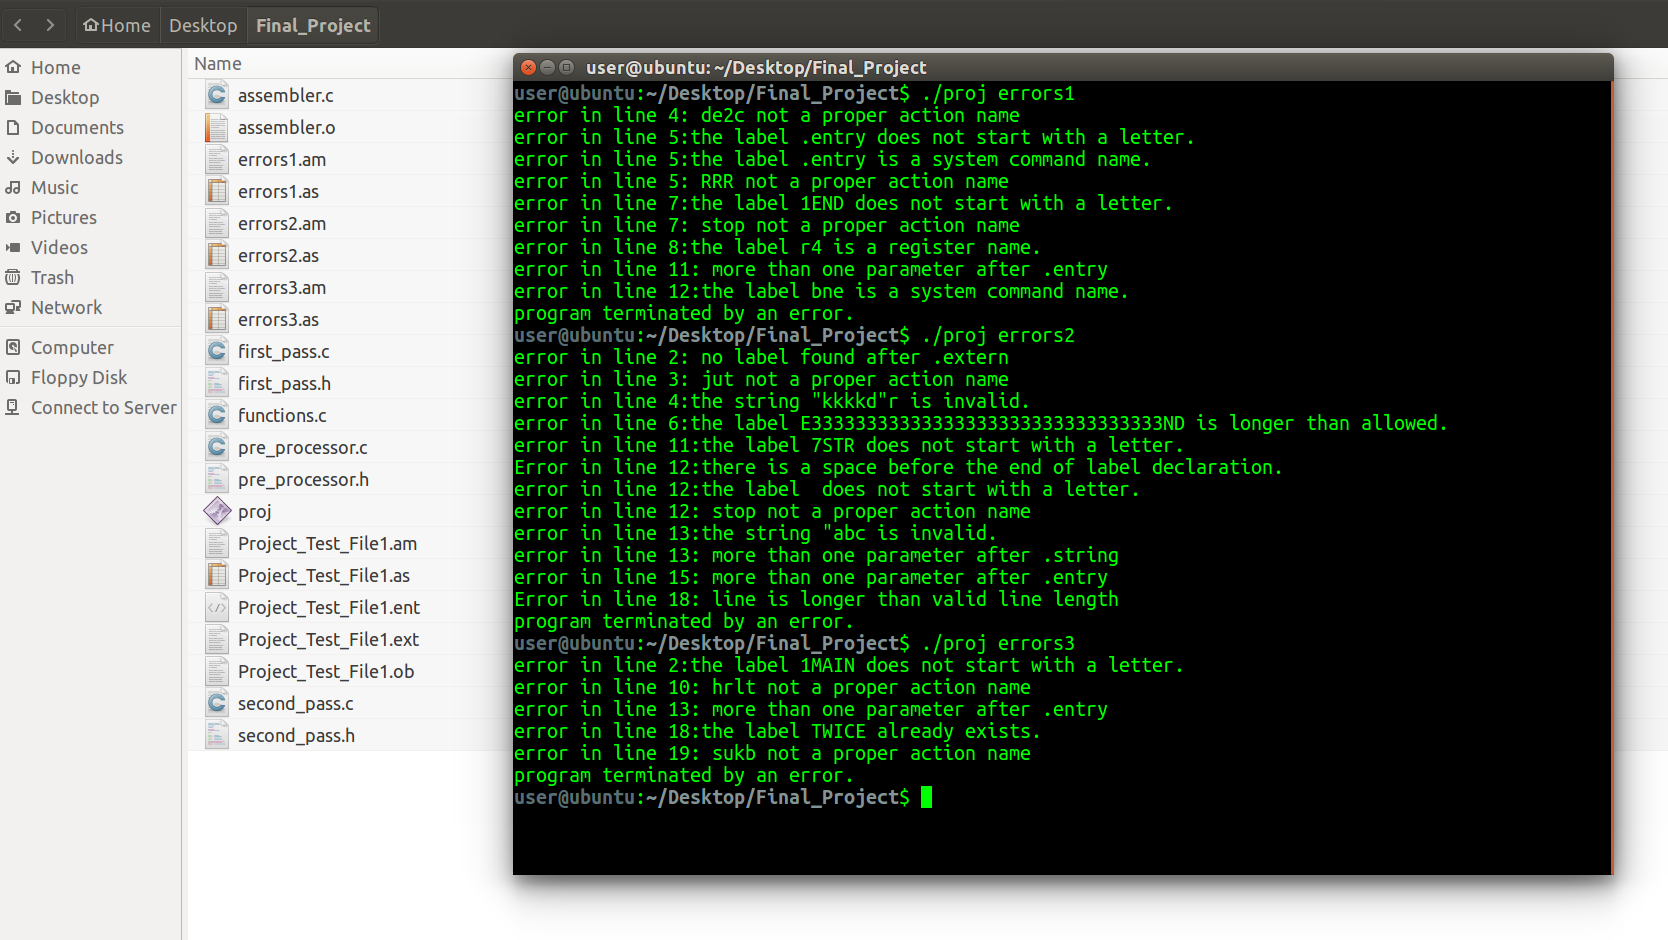 Home
Desktop
Final_Project
Home
Desktop
Documents
Downloads
Music
Pictures
Videos
Trash
Network
Computer
Floppy Disk
Connect to Server
Name
assembler.c
assembler.o
errors1.am
errors1.as
errors2.am
errors2.as
errors3.am
errors3.as
first_pass.c
first_pass.h
functions.c
pre_processor.c
pre_processor.h
proj
Project_Test_File1.am
Project_Test_File1.as
Project_Test_File1.ent
Project_Test_File1.ext
Project_Test_File1.ob
second_pass.c
second_pass.h
user@ubuntu: ~/Desktop/Final_Project
user@ubuntu:~/Desktop/Final_Project$ ./proj errors1
error in line 4: de2c not a proper action name
error in line 5:the label .entry does not start with a letter.
error in line 5:the label .entry is a system command name.
error in line 5: RRR not a proper action name
error in line 7:the label 1END does not start with a letter.
error in line 7: stop not a proper action name
error in line 8:the label r4 is a register name.
error in line 11: more than one parameter after .entry
error in line 12:the label bne is a system command name.
program terminated by an error.
user@ubuntu:~/Desktop/Final_Project$ ./proj errors2
error in line 2: no label found after .extern
error in line 3: jut not a proper action name
error in line 4:the string "kkkkd"r is invalid.
error in line 6:the label E33333333333333333333333333333333ND is longer than allowed.
error in line 11:the label 7STR does not start with a letter.
Error in line 12:there is a space before the end of label declaration.
error in line 12:the label  does not start with a letter.
error in line 12: stop not a proper action name
error in line 13:the string "abc is invalid.
error in line 13: more than one parameter after .string
error in line 15: more than one parameter after .entry
Error in line 18: line is longer than valid line length
program terminated by an error.
user@ubuntu:~/Desktop/Final_Project$ ./proj errors3
error in line 2:the label 1MAIN does not start with a letter.
error in line 10: hrlt not a proper action name
error in line 13: more than one parameter after .entry
error in line 18:the label TWICE already exists.
error in line 19: sukb not a proper action name
program terminated by an error.
user@ubuntu:~/Desktop/Final_Project$